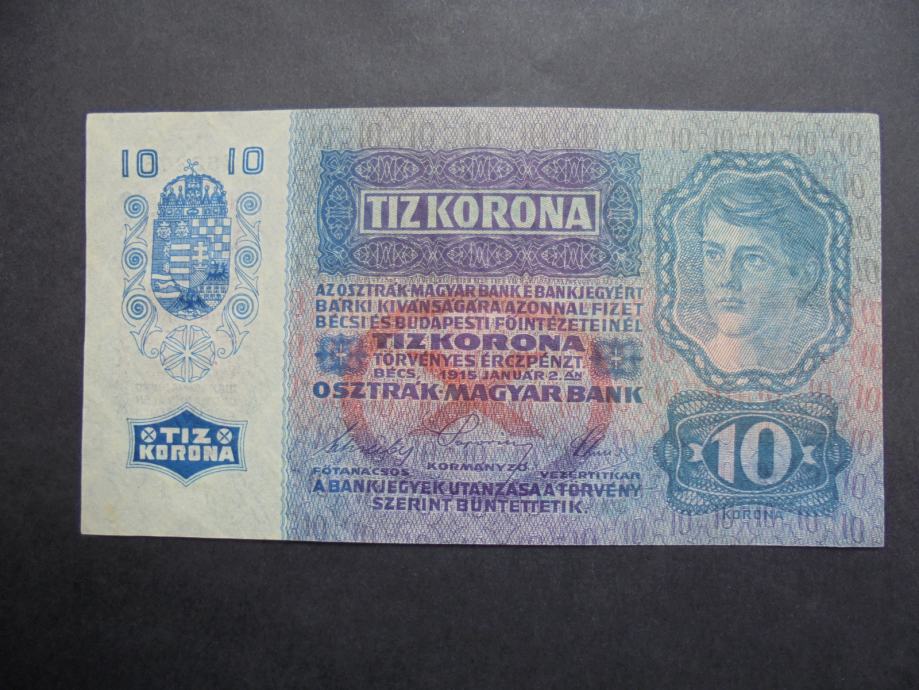 10 10
TIZ KORONA
AZ OSZTRÁK-MAGYAR BANK E BANKJEGYÉRT
BÁRKI KIVÁNSÁGÁRA AZONNAL FIZET
BÉCSI ÉS BUDAPESTI FŐINTÉZETEINÉL
TIZ KORONA
TÖRVÉNYES ÉRCZPÉNZT.
BÉCS, 1915 JANUÁR 2.ÁN
OSZTRÁK-MAGYAR BANK
FŐTANÁCSOS KORMÁNYZÓ VEZÉRTITKÁR
A BANKJEGYEK UTÁNZÁSA A TÖRVÉNY
SZERINT BÜNTETTETIK.
TIZ
KORONA
10
KORONA